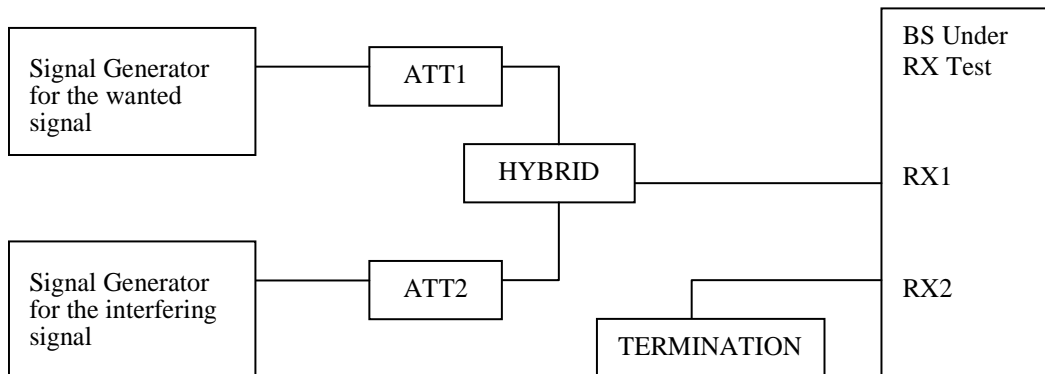 Signal Generator
for the wanted
signal
ATT1
HYBRID
BS Under
RX Test
RX1
Signal Generator
for the interfering
signal
ATT2
RX2
TERMINATION